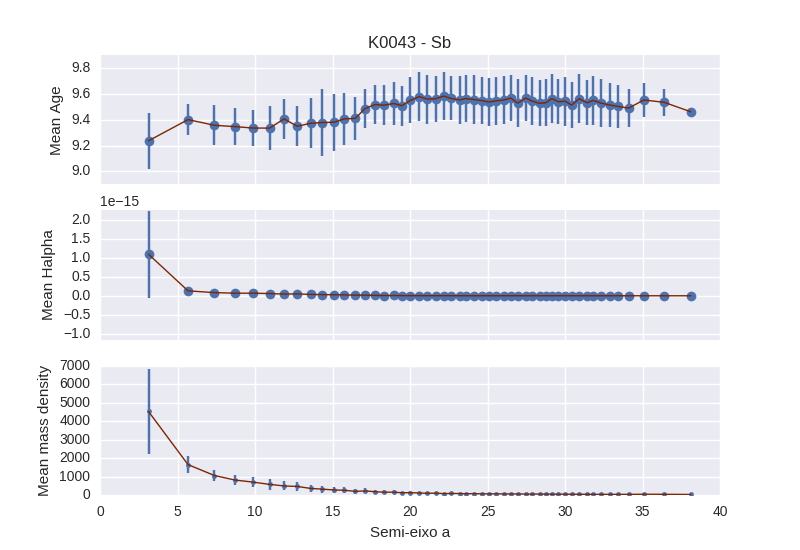 K0043 - Sb
Mean Age
9.8
9.6
9.4
9.2
9.0
1e−15
Mean Halpha
2.0
1.5
1.0
0.5
0.0
−0.5
−1.0
Mean mass density
7000
6000
5000
4000
3000
2000
1000
0
0 5 10 15 20 25 30 35 40
Semi-eixo a